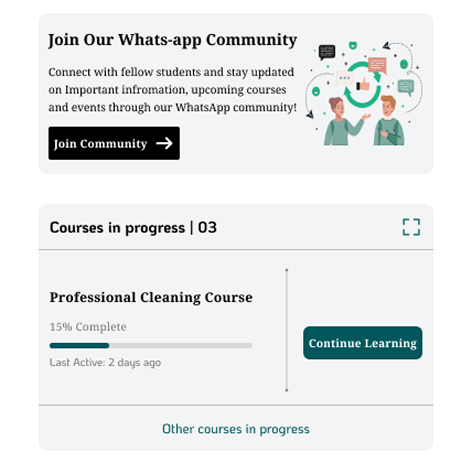 Join Our Whats-app Community
Connect with fellow students and stay updated
on Important infromation, upcoming courses
and events through our WhatsApp community!
Join Community
Courses in progress | 03
Professional Cleaning Course
15% Complete
Last Active: 2 days ago
Continue Learning
Other courses in progress